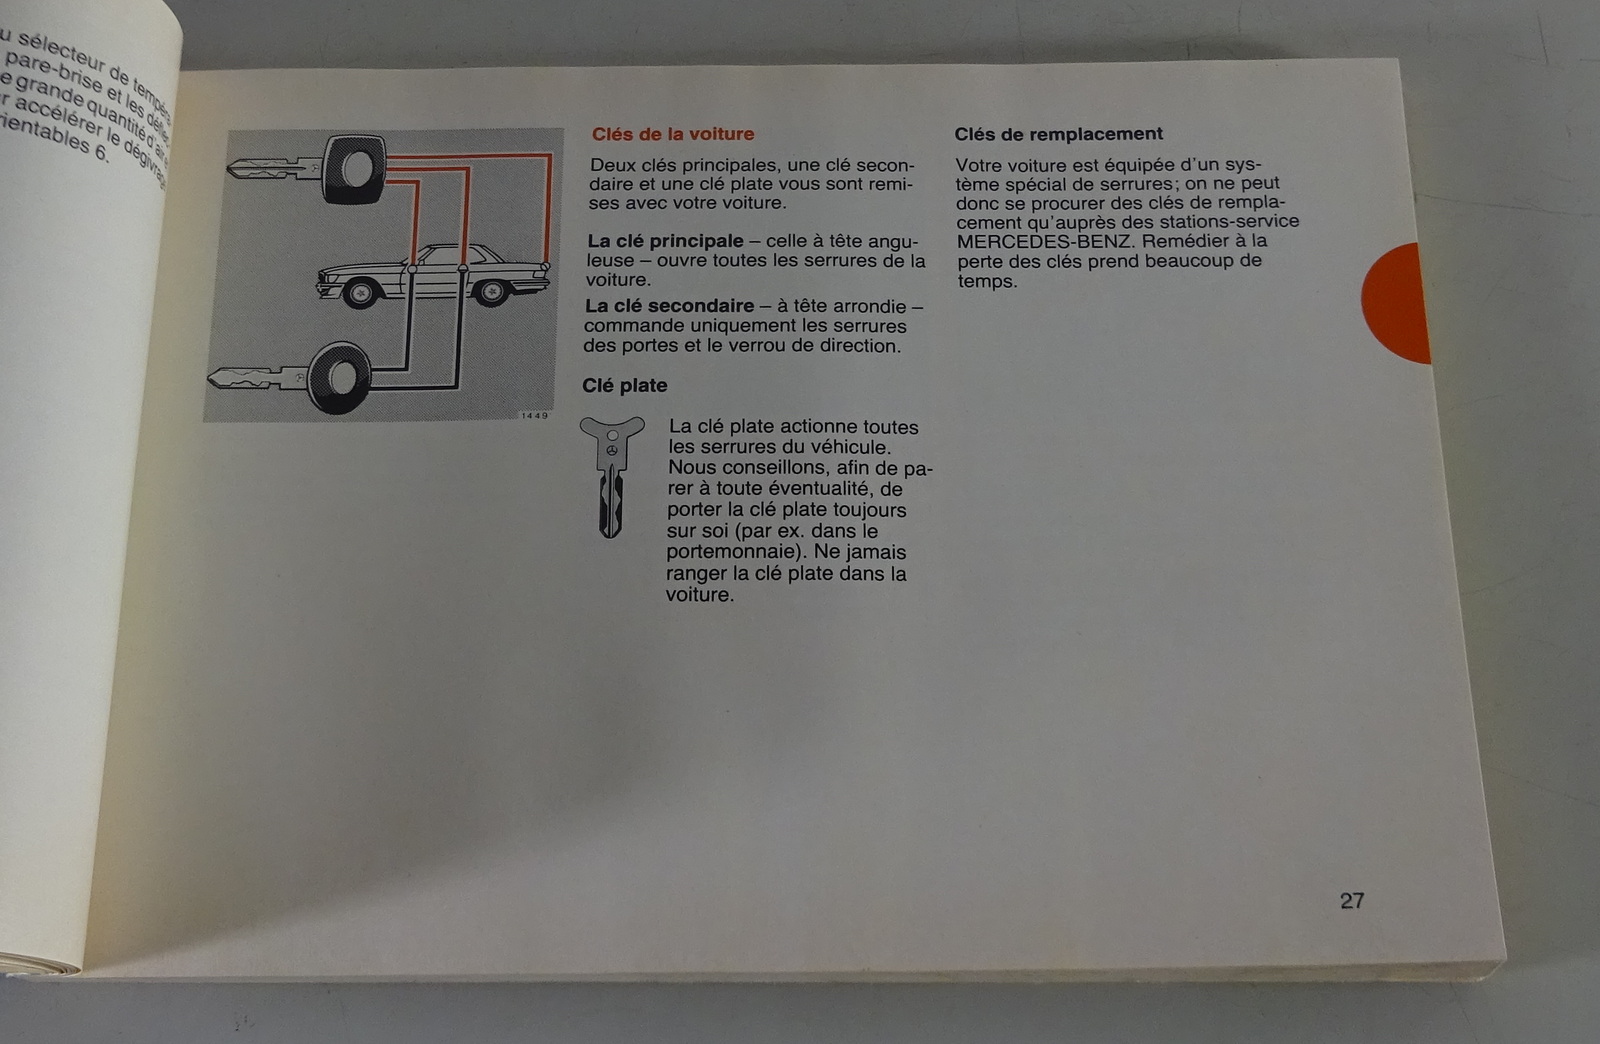 u sélecteur de tempéra-
pare-brise et les défle-
e grande quantité d'air et
r accélérer le dégivrage
rientables 6.
1449
Clés de la voiture
Deux clés principales, une clé secon-
daire et une clé plate vous sont remi-
ses avec votre voiture.
La clé principale – celle à tête angu-
leuse – ouvre toutes les serrures de la
voiture.
La clé secondaire – à tête arrondie –
commande uniquement les serrures
des portes et le verrou de direction.
Clé plate
La clé plate actionne toutes
les serrures du véhicule.
Nous conseillons, afin de pa-
rer à toute éventualité, de
porter la clé plate toujours
sur soi (par ex. dans le
portemonnaie). Ne jamais
ranger la clé plate dans la
voiture.
Clés de remplacement
Votre voiture est équipée d'un sys-
tème spécial de serrures; on ne peut
donc se procurer des clés de rempla-
cement qu'auprès des stations-service
MERCEDES-BENZ. Remédier à la
perte des clés prend beaucoup de
temps.
27